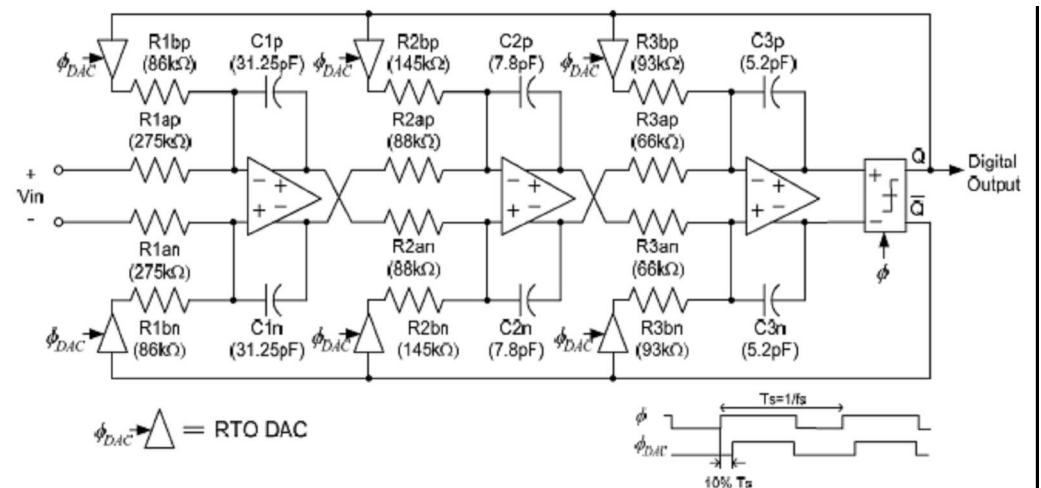 R1bp
(86kΩ)
C1p
(31.25pF)
R2bp
(145kΩ)
C2p
(7.8pF)
R3bp
(93kΩ)
C3p
(5.2pF)
ϕDAC
ϕDAC
ϕDAC
R1ap
(275kΩ)
R2ap
(88kΩ)
R3ap
(66kΩ)
+
Vin
-
− +
+ −
− +
+ −
− +
+ −
+
−
Q
Q̅
Digital
Output
ϕ
R1an
(275kΩ)
R2an
(88kΩ)
R3an
(66kΩ)
ϕDAC
ϕDAC
ϕDAC
R1bn
(86kΩ)
C1n
(31.25pF)
R2bn
(145kΩ)
C2n
(7.8pF)
R3bn
(93kΩ)
C3n
(5.2pF)
ϕDAC = RTO DAC
Ts=1/fs
ϕ
ϕDAC
10% Ts